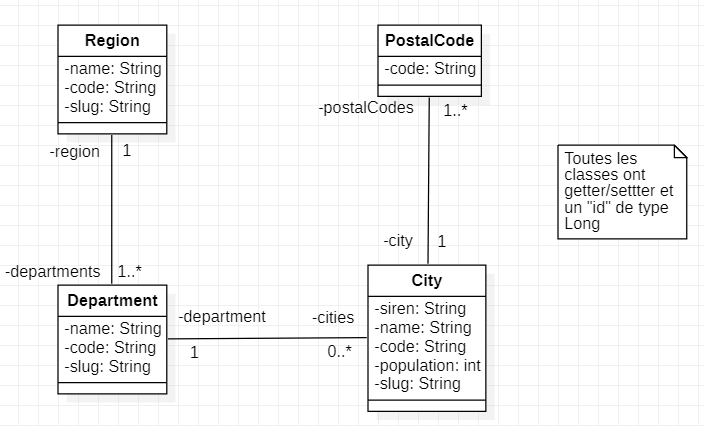 Region
-name: String
-code: String
-slug: String
PostalCode
-code: String
-postalCodes
1..*
-region
1
Toutes les
classes ont
getter/settter et
un "id" de type
Long
-city
1
-departments
1..*
Department
-name: String
-code: String
-slug: String
-department
1
-cities
0..*
City
-siren: String
-name: String
-code: String
-population: int
-slug: String